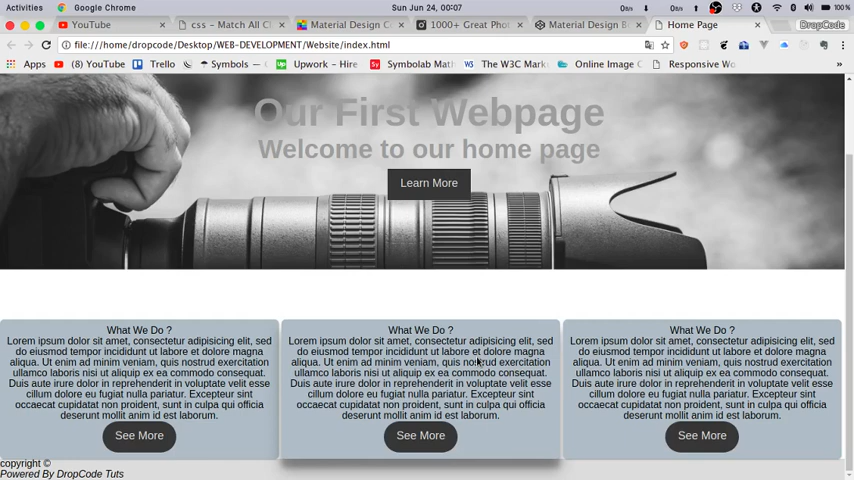 Activities
Google Chrome
Sun Jun 24, 00:07
0b/s
0b/s
100%
YouTube
css - Match All C
Material Design C
1000+ Great Pho
Material Design B
Home Page
DropCode
file:///home/dropcode/Desktop/WEB-DEVELOPMENT/Website/index.html
Apps
(8) YouTube
Trello
Symbols —
Upwork - Hire
Symbolab Mat
The W3C Mark
Online Image C
Responsive Wo
»
Our First Webpage
Welcome to our home page
Learn More
What We Do ?
Lorem ipsum dolor sit amet, consectetur adipisicing elit, sed
do eiusmod tempor incididunt ut labore et dolore magna
aliqua. Ut enim ad minim veniam, quis nostrud exercitation
ullamco laboris nisi ut aliquip ex ea commodo consequat.
Duis aute irure dolor in reprehenderit in voluptate velit esse
cillum dolore eu fugiat nulla pariatur. Excepteur sint
occaecat cupidatat non proident, sunt in culpa qui officia
deserunt mollit anim id est laborum.
See More
What We Do ?
Lorem ipsum dolor sit amet, consectetur adipisicing elit, sed
do eiusmod tempor incididunt ut labore et dolore magna
aliqua. Ut enim ad minim veniam, quis nostrud exercitation
ullamco laboris nisi ut aliquip ex ea commodo consequat.
Duis aute irure dolor in reprehenderit in voluptate velit esse
cillum dolore eu fugiat nulla pariatur. Excepteur sint
occaecat cupidatat non proident, sunt in culpa qui officia
deserunt mollit anim id est laborum.
See More
What We Do ?
Lorem ipsum dolor sit amet, consectetur adipisicing elit, sed
do eiusmod tempor incididunt ut labore et dolore magna
aliqua. Ut enim ad minim veniam, quis nostrud exercitation
ullamco laboris nisi ut aliquip ex ea commodo consequat.
Duis aute irure dolor in reprehenderit in voluptate velit esse
cillum dolore eu fugiat nulla pariatur. Excepteur sint
occaecat cupidatat non proident, sunt in culpa qui officia
deserunt mollit anim id est laborum.
See More
copyright ©
Powered By DropCode Tuts